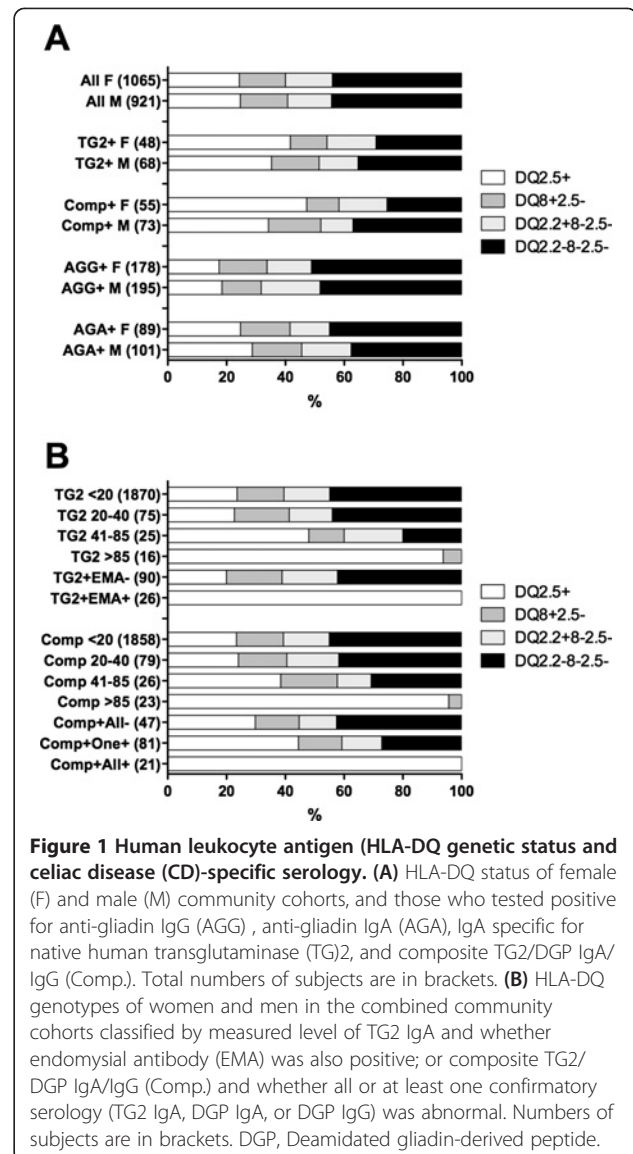 A
All F (1065)
All M (921)
TG2+ F (48)
TG2+ M (68)
Comp+ F (55)
Comp+ M (73)
AGG+ F (178)
AGG+ M (195)
AGA+ F (89)
AGA+ M (101)
0 20 40 60 80 100
%
DQ2.5+
DQ8+2.5-
DQ2.2+8-2.5-
DQ2.2-8-2.5-
B
TG2 <20 (1870)
TG2 20-40 (75)
TG2 41-85 (25)
TG2 >85 (16)
TG2+EMA- (90)
TG2+EMA+ (26)
Comp <20 (1858)
Comp 20-40 (79)
Comp 41-85 (26)
Comp >85 (23)
Comp+All- (47)
Comp+One+ (81)
Comp+All+ (21)
0 20 40 60 80 100
%
DQ2.5+
DQ8+2.5-
DQ2.2+8-2.5-
DQ2.2-8-2.5-
Figure 1 Human leukocyte antigen (HLA-DQ genetic status and
celiac disease (CD)-specific serology. (A) HLA-DQ status of female
(F) and male (M) community cohorts, and those who tested positive
for anti-gliadin IgG (AGG) , anti-gliadin IgA (AGA), IgA specific for
native human transglutaminase (TG)2, and composite TG2/DGP IgA/
IgG (Comp.). Total numbers of subjects are in brackets. (B) HLA-DQ
genotypes of women and men in the combined community
cohorts classified by measured level of TG2 IgA and whether
endomysial antibody (EMA) was also positive; or composite TG2/
DGP IgA/IgG (Comp.) and whether all or at least one confirmatory
serology (TG2 IgA, DGP IgA, or DGP IgG) was abnormal. Numbers of
subjects are in brackets. DGP, Deamidated gliadin-derived peptide.